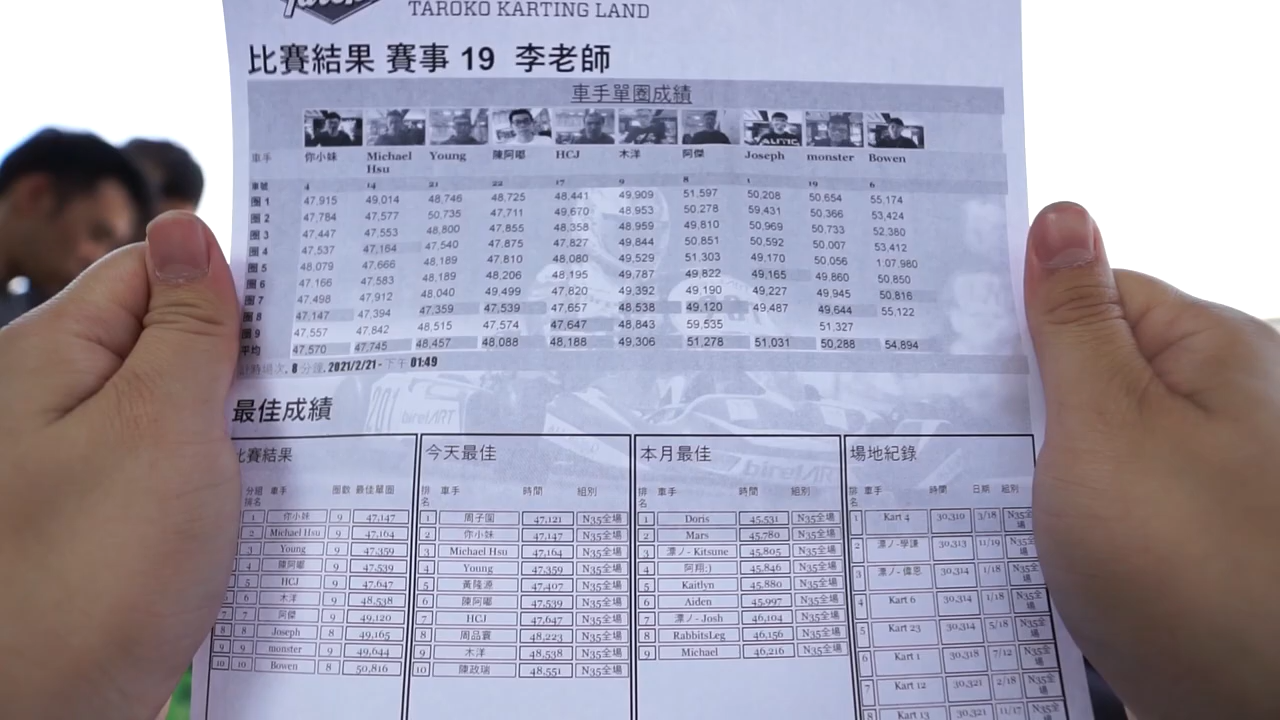 TAROKO KARTING LAND
比賽結果 賽事 19 李老師
車手單圈成績
車手 你小妹 Michael Hsu Young 陳阿嘟 HCJ 木洋 阿傑 Joseph monster Bowen
車號 4 14 21 22 17 9 8 1 19 6
圈 1 47,915 49,014 48,746 48,725 48,441 49,909 51,597 50,208 50,654 55,174
圈 2 47,784 47,577 50,735 47,711 49,670 48,953 50,278 59,431 50,366 53,424
圈 3 47,447 47,553 48,800 47,855 48,358 48,959 49,810 50,969 50,733 52,380
圈 4 47,537 47,164 47,540 47,875 47,827 49,844 50,851 50,592 50,007 53,412
圈 5 48,079 47,666 48,189 47,810 48,080 49,529 51,303 49,170 50,056 1:07,980
圈 6 47,166 47,583 48,189 48,206 48,195 49,787 49,822 49,165 49,860 50,850
圈 7 47,498 47,912 48,040 49,499 47,820 49,392 49,190 49,227 49,945 50,816
圈 8 47,147 47,394 47,359 47,539 47,657 48,538 49,120 49,487 49,644 55,122
圈 9 47,557 47,842 48,515 47,574 47,647 48,843 59,535 51,327
平均 47,570 47,745 48,457 48,088 48,188 49,306 51,278 51,031 50,288 54,894
計時場次, 8 分鐘, 2021/2/21 - 下午 01:49
最佳成績
比賽結果
分組排名 車手 圈數 最佳單圈
1 你小妹 9 47,147
2 Michael Hsu 9 47,164
3 Young 9 47,359
4 陳阿嘟 9 47,539
5 HCJ 9 47,647
6 6 木洋 9 48,538
7 7 阿傑 9 49,120
8 8 Joseph 8 49,165
9 9 monster 9 49,644
10 10 Bowen 8 50,816
今天最佳
排名 車手 時間 組別
1 周子園 47,121 N35全場
2 你小妹 47,147 N35全場
3 Michael Hsu 47,164 N35全場
4 Young 47,359 N35全場
5 黃隆源 47,407 N35全場
6 陳阿嘟 47,539 N35全場
7 HCJ 47,647 N35全場
8 周品寰 48,223 N35全場
9 木洋 48,538 N35全場
10 陳政瑞 48,551 N35全場
本月最佳
排名 車手 時間 組別
1 Doris 45,531 N35全場
2 Mars 45,780 N35全場
3 漂ノ- Kitsune 45,805 N35全場
4 阿翔:) 45,846 N35全場
5 Kaitlyn 45,880 N35全場
6 Aiden 45,997 N35全場
7 漂ノ- Josh 46,104 N35全場
8 RabbitsLeg 46,156 N35全場
9 Michael 46,216 N35全場
場地紀錄
排名 車手 時間 日期 組別
1 Kart 4 30,310 3/18 N35全場
2 漂ノ-學謙 30,313 11/19 N35全場
3 漂ノ- 偉恩 30,314 1/18 N35全場
4 Kart 6 30,314 1/18 N35全場
5 Kart 23 30,314 5/18 N35全場
6 Kart 1 30,318 7/12 N35全場
7 Kart 12 30,321 2/18 N35全場
8 Kart 13 30,321 11/17 N35全